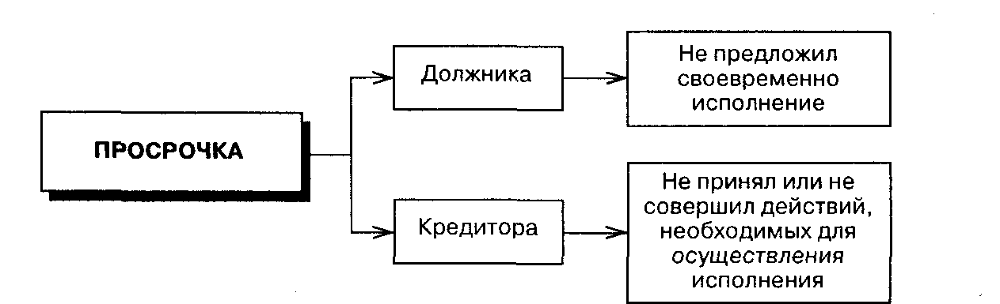 ПРОСРОЧКА
Должника
Не предложил
своевременно
исполнение
Кредитора
Не принял или не
совершил действий,
необходимых для
осуществления
исполнения